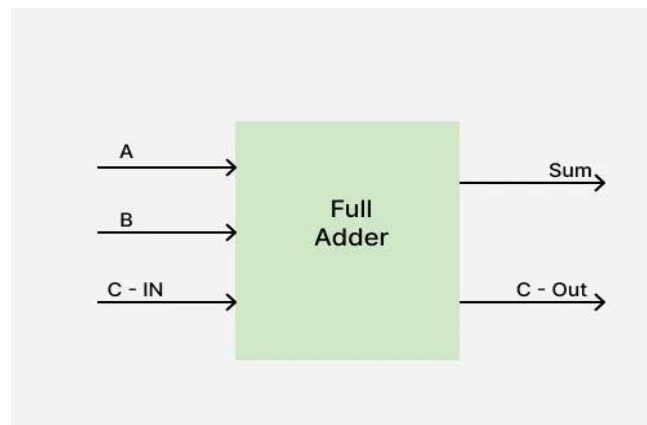 A
B
C - IN
Full
Adder
Sum
C - Out